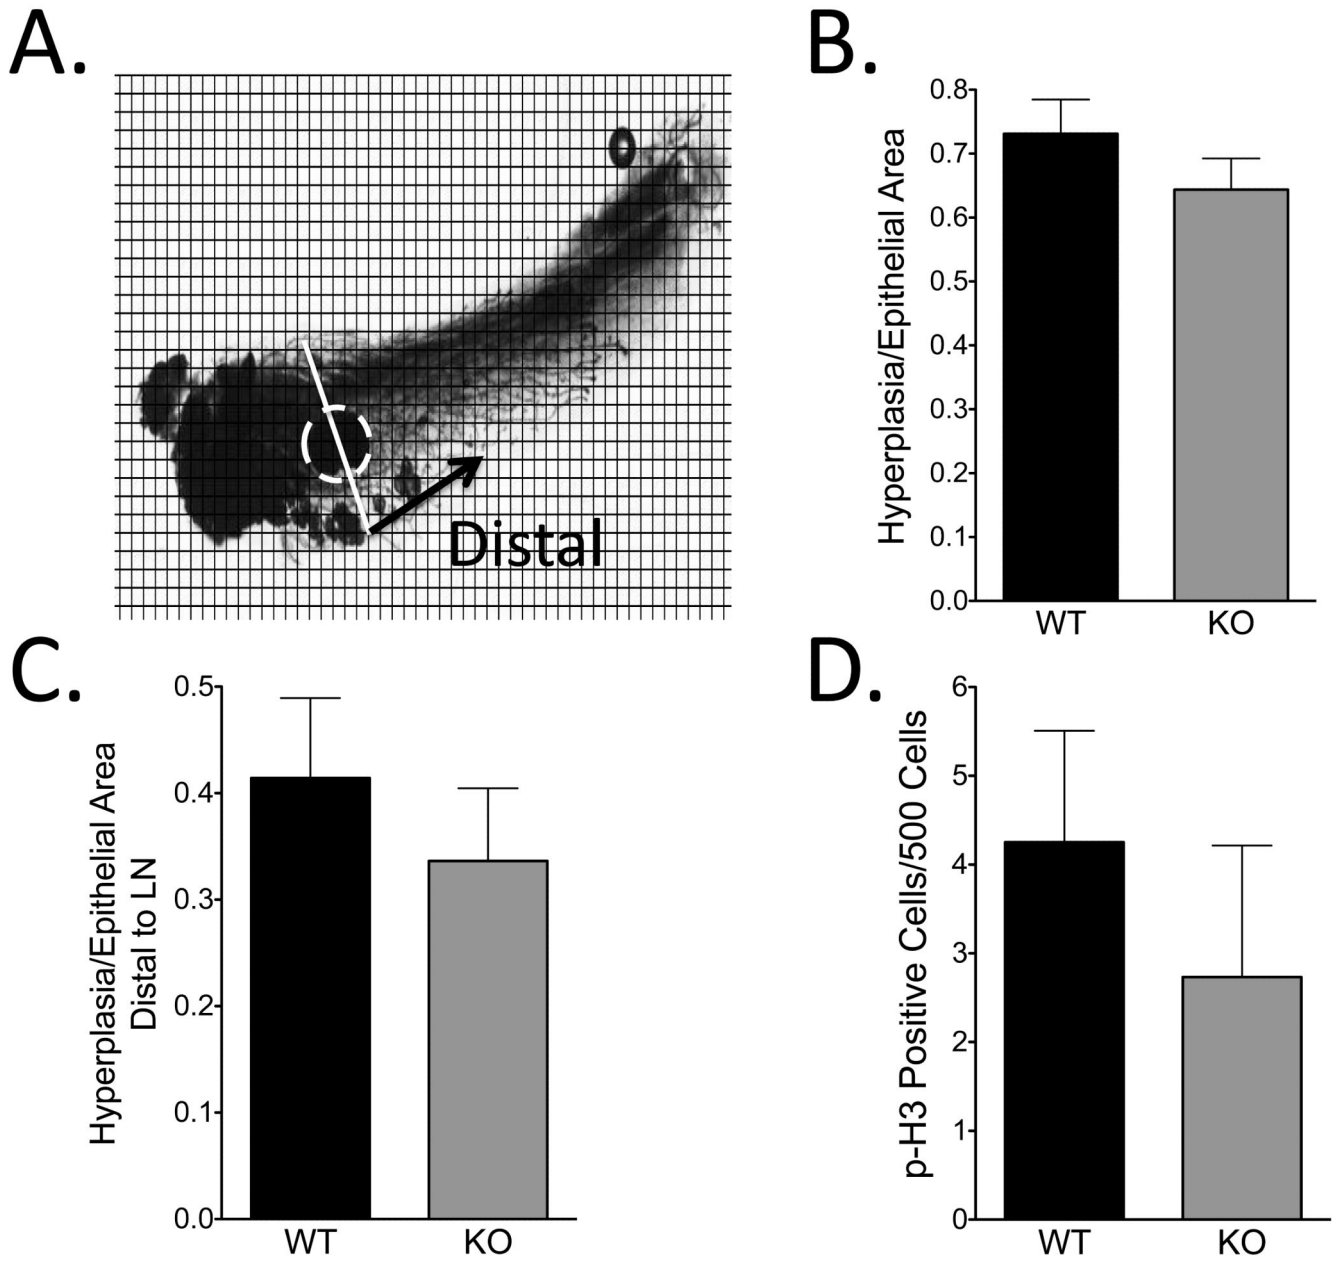 A.
Distal
B.
Hyperplasia/Epithelial Area
0.8
0.7
0.6
0.5
0.4
0.3
0.2
0.1
0.0
WT
KO
C.
Hyperplasia/Epithelial Area
Distal to LN
0.5
0.4
0.3
0.2
0.1
0.0
WT
KO
D.
p-H3 Positive Cells/500 Cells
6
5
4
3
2
1
0
WT
KO